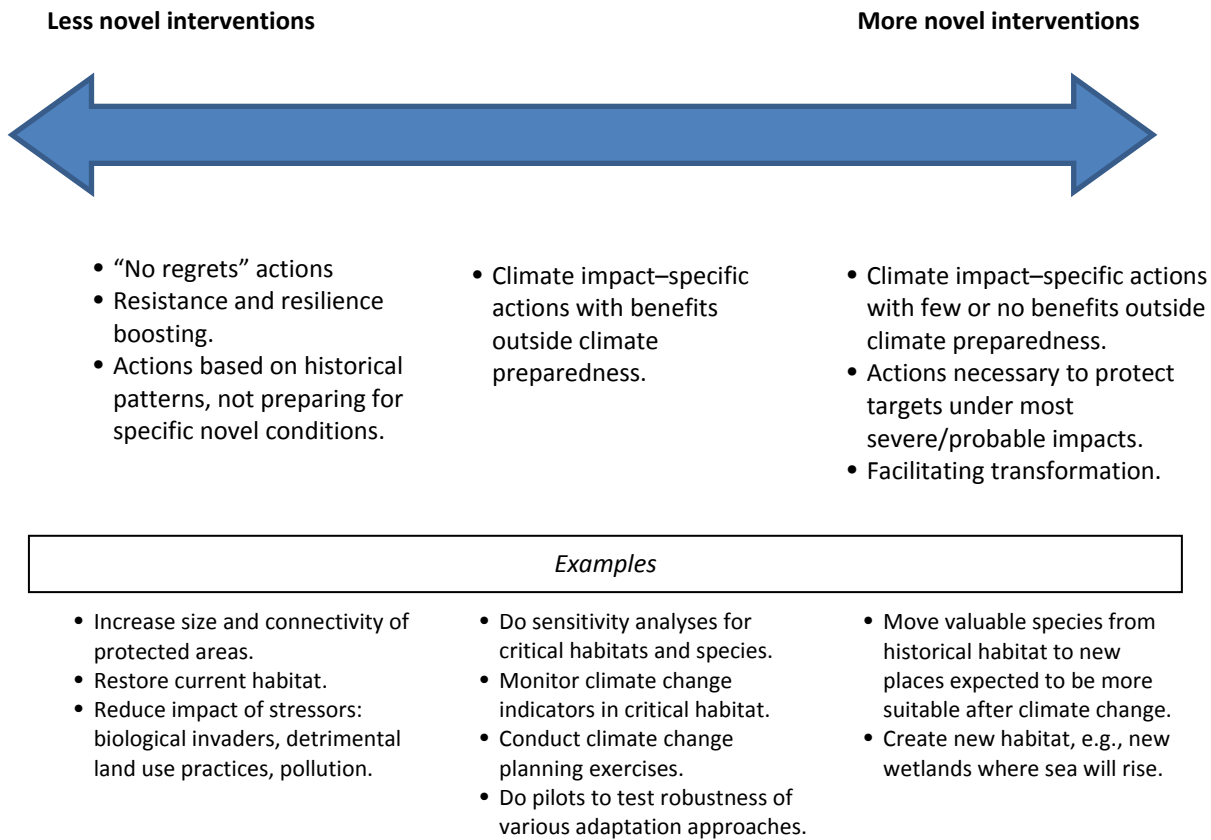 Less novel interventions
More novel interventions
• “No regrets” actions
• Resistance and resilience
boosting.
• Actions based on historical
patterns, not preparing for
specific novel conditions.
• Climate impact–specific
actions with benefits
outside climate
preparedness.
• Climate impact–specific actions
with few or no benefits outside
climate preparedness.
• Actions necessary to protect
targets under most
severe/probable impacts.
• Facilitating transformation.
Examples
• Increase size and connectivity of
protected areas.
• Restore current habitat.
• Reduce impact of stressors:
biological invaders, detrimental
land use practices, pollution.
• Do sensitivity analyses for
critical habitats and species.
• Monitor climate change
indicators in critical habitat.
• Conduct climate change
planning exercises.
• Do pilots to test robustness of
various adaptation approaches.
• Move valuable species from
historical habitat to new
places expected to be more
suitable after climate change.
• Create new habitat, e.g., new
wetlands where sea will rise.